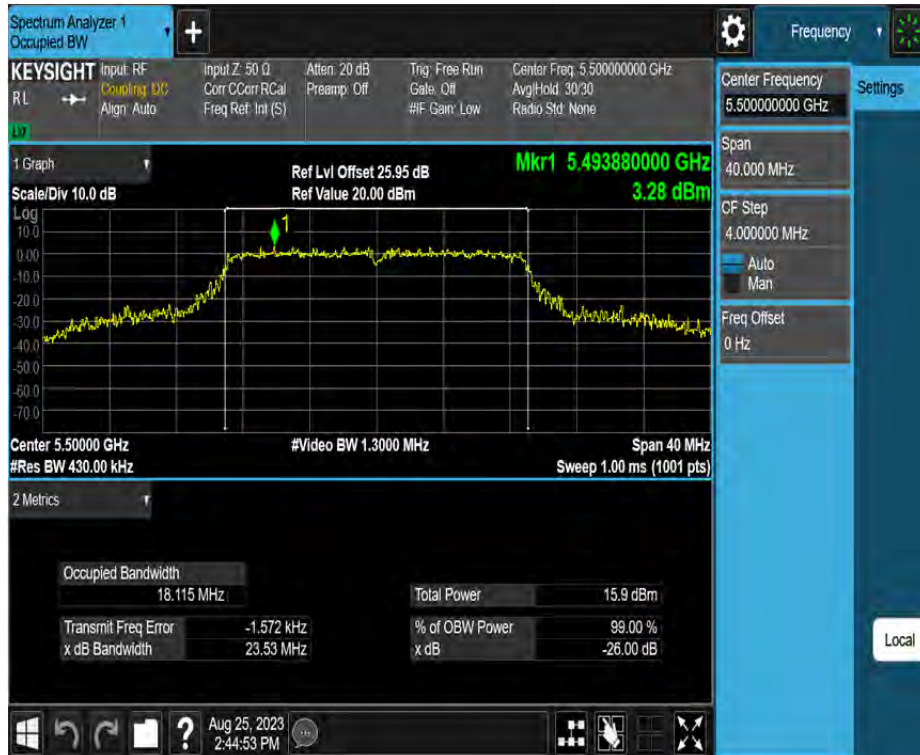 Spectrum Analyzer 1
Occupied BW
+
Frequency
KEYSIGHT
RL
Input: RF
Coupling: DC
Align: Auto
Input Z: 50 Ω
Corr CCorr RCal
Freq Ref: Int (S)
Atten: 20 dB
Preamp: Off
Trig: Free Run
Gate: Off
#IF Gain: Low
Center Freq: 5.500000000 GHz
Avg|Hold: 30/30
Radio Std: None
Center Frequency
5.500000000 GHz
Settings
Span
40.000 MHz
CF Step
4.000000 MHz
Auto
Man
Freq Offset
0 Hz
1 Graph
Scale/Div 10.0 dB
Ref Lvl Offset 25.95 dB
Ref Value 20.00 dBm
Mkr1 5.493880000 GHz
3.28 dBm
Log
10.0
0.00
-10.0
-20.0
-30.0
-40.0
-50.0
-60.0
-70.0
1
Center 5.50000 GHz
#Video BW 1.3000 MHz
Span 40 MHz
#Res BW 430.00 kHz
Sweep 1.00 ms (1001 pts)
2 Metrics
Occupied Bandwidth
18.115 MHz
Total Power 15.9 dBm
Transmit Freq Error -1.572 kHz
% of OBW Power 99.00 %
x dB Bandwidth 23.53 MHz
x dB -26.00 dB
Local
?
Aug 25, 2023
2:44:53 PM